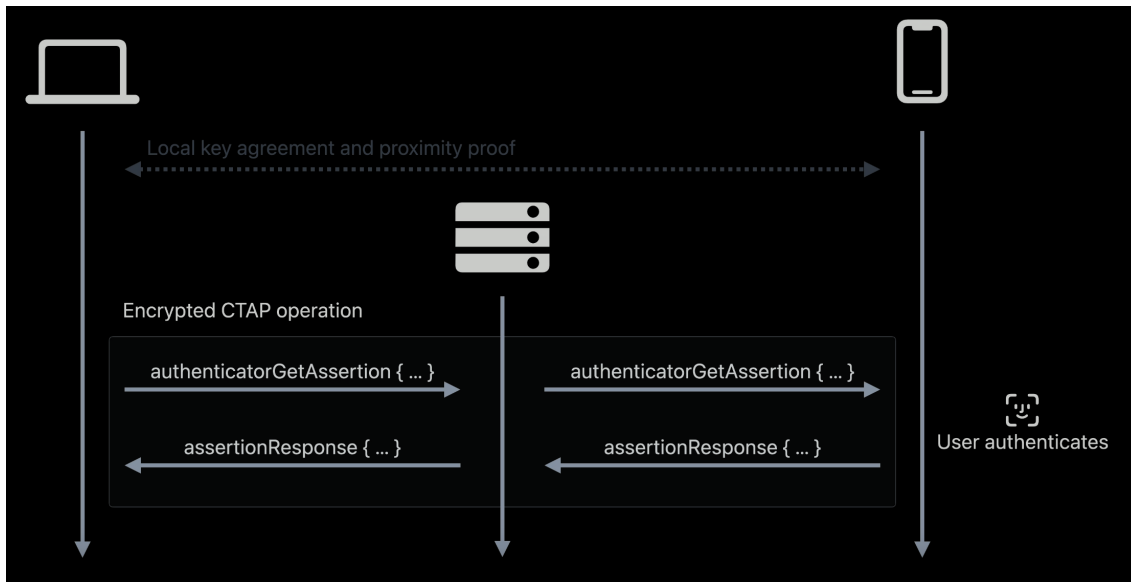 Local key agreement and proximity proof
Encrypted CTAP operation
authenticatorGetAssertion { ... }
authenticatorGetAssertion { ... }
assertionResponse { ... }
assertionResponse { ... }
User authenticates